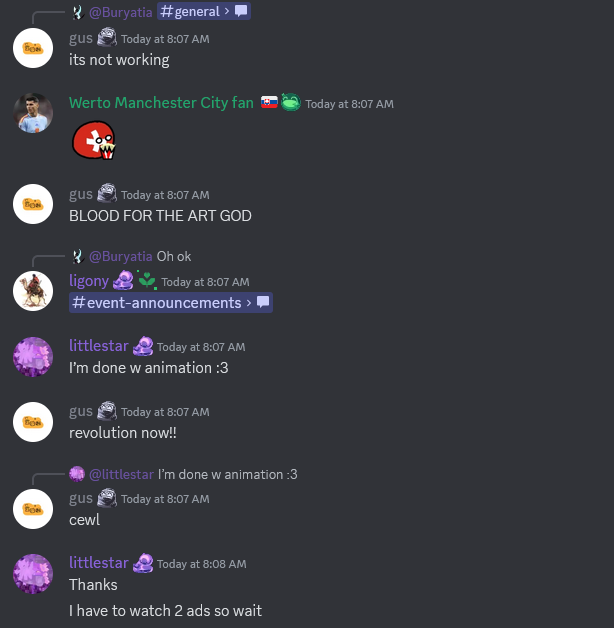 @Buryatia #general ›
gus Today at 8:07 AM
its not working
Werto Manchester City fan Today at 8:07 AM
gus Today at 8:07 AM
BLOOD FOR THE ART GOD
@Buryatia Oh ok
ligony Today at 8:07 AM
#event-announcements ›
littlestar Today at 8:07 AM
I'm done w animation :3
gus Today at 8:07 AM
revolution now!!
@littlestar I'm done w animation :3
gus Today at 8:07 AM
cewl
littlestar Today at 8:08 AM
Thanks
I have to watch 2 ads so wait